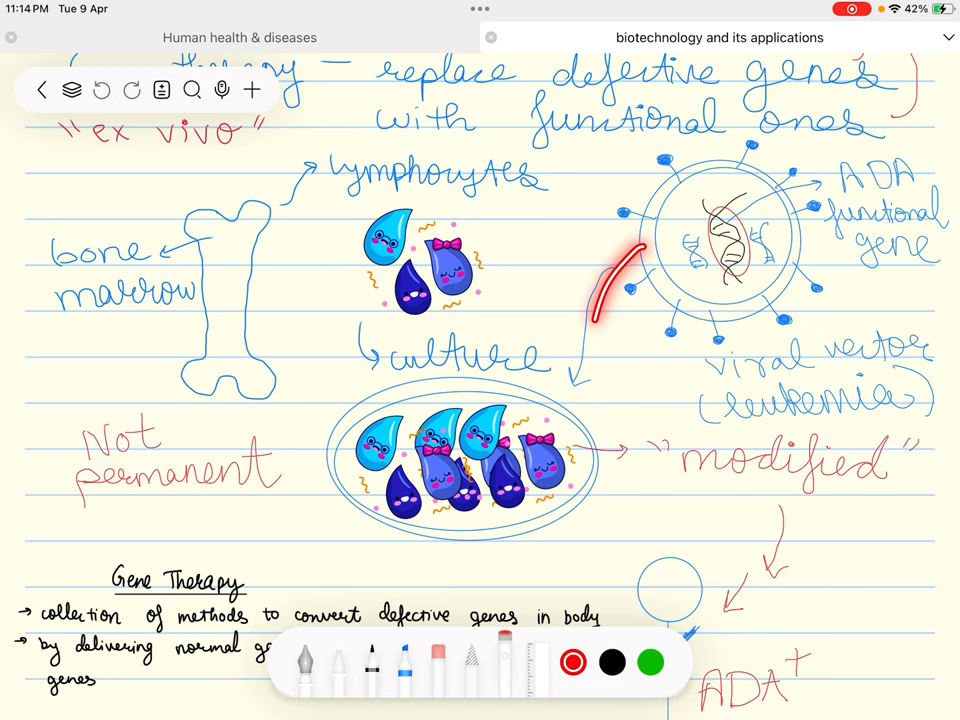 11:14 PM Tue 9 Apr
42%
Human health & diseases
biotechnology and its applications
therapy – replace defective genes
with functional ones
"ex vivo"
lymphocytes
bone
marrow
ADA
functional
gene
culture
viral vector
(leukemia)
Not
permanent
"modified"
Gene Therapy
→ collection of methods to convert defective genes in body
→ by delivering normal
genes
ADA+